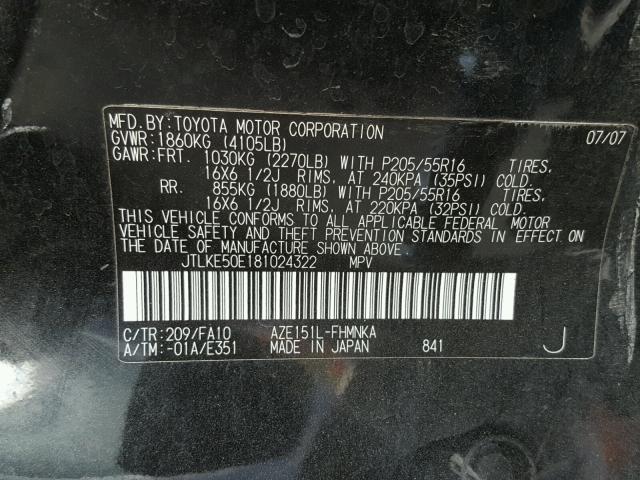 MFD.BY:TOYOTA MOTOR CORPORATION 07/07
GVWR:1860KG (4105LB)
GAWR:FRT. 1030KG (2270LB) WITH P205/55R16 TIRES,
16X6 1/2J RIMS, AT 240KPA (35PSI) COLD.
RR. 855KG (1880LB) WITH P205/55R16 TIRES,
16X6 1/2J RIMS, AT 220KPA (32PSI) COLD.
THIS VEHICLE CONFORMS TO ALL APPLICABLE FEDERAL MOTOR
VEHICLE SAFETY AND THEFT PREVENTION STANDARDS IN EFFECT ON
THE DATE OF MANUFACTURE SHOWN ABOVE.
JTLKE50E181024322 MPV
C/TR:209/FA10 AZE151L-FHMNKA
A/TM:-01A/E351 MADE IN JAPAN 841 J